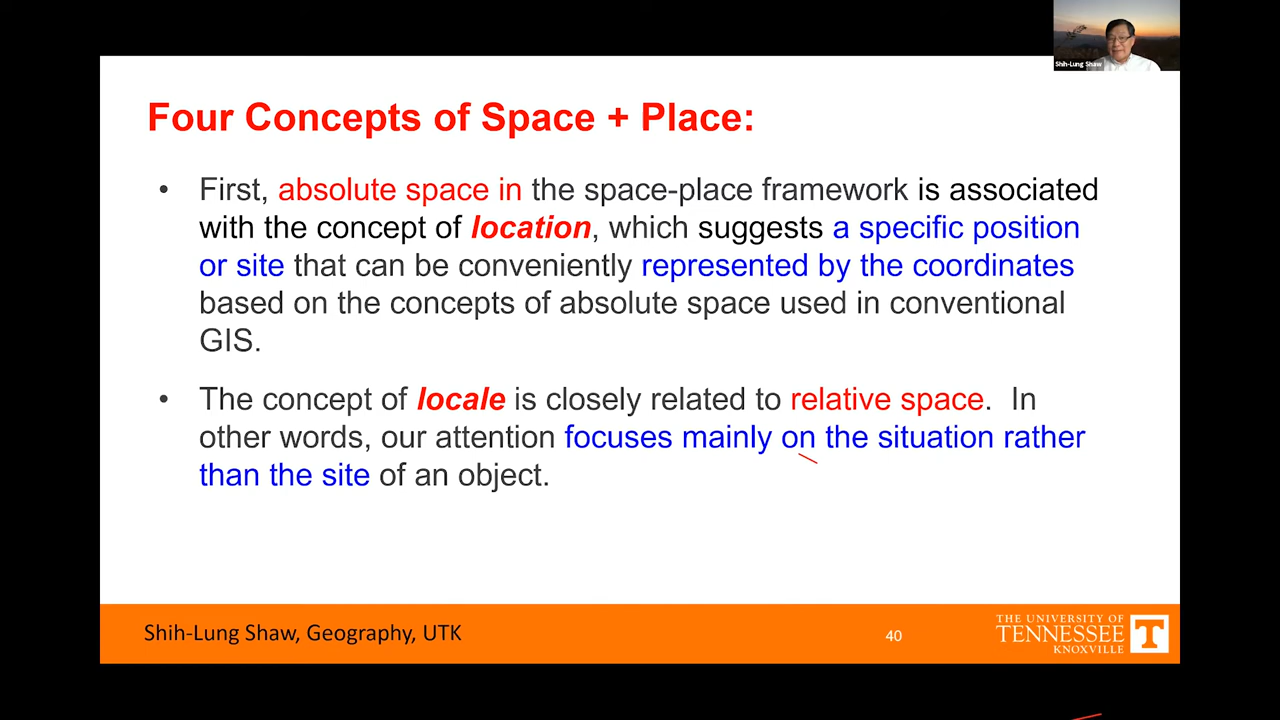 Shih-Lung Shaw
Four Concepts of Space + Place:
• First, absolute space in the space-place framework is associated
with the concept of location, which suggests a specific position
or site that can be conveniently represented by the coordinates
based on the concepts of absolute space used in conventional
GIS.
• The concept of locale is closely related to relative space. In
other words, our attention focuses mainly on the situation rather
than the site of an object.
Shih-Lung Shaw, Geography, UTK
40
THE UNIVERSITY OF
TENNESSEE
KNOXVILLE
T